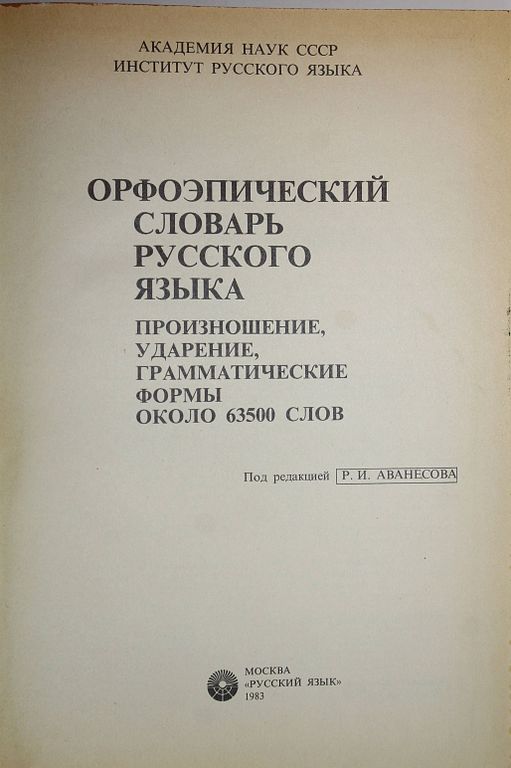 АКАДЕМИЯ НАУК СССР
ИНСТИТУТ РУССКОГО ЯЗЫКА
ОРФОЭПИЧЕСКИЙ
СЛОВАРЬ
РУССКОГО
ЯЗЫКА
ПРОИЗНОШЕНИЕ,
УДАРЕНИЕ,
ГРАММАТИЧЕСКИЕ
ФОРМЫ
ОКОЛО 63500 СЛОВ
Под редакцией Р. И. АВАНЕСОВА
МОСКВА
«РУССКИЙ ЯЗЫК»
1983